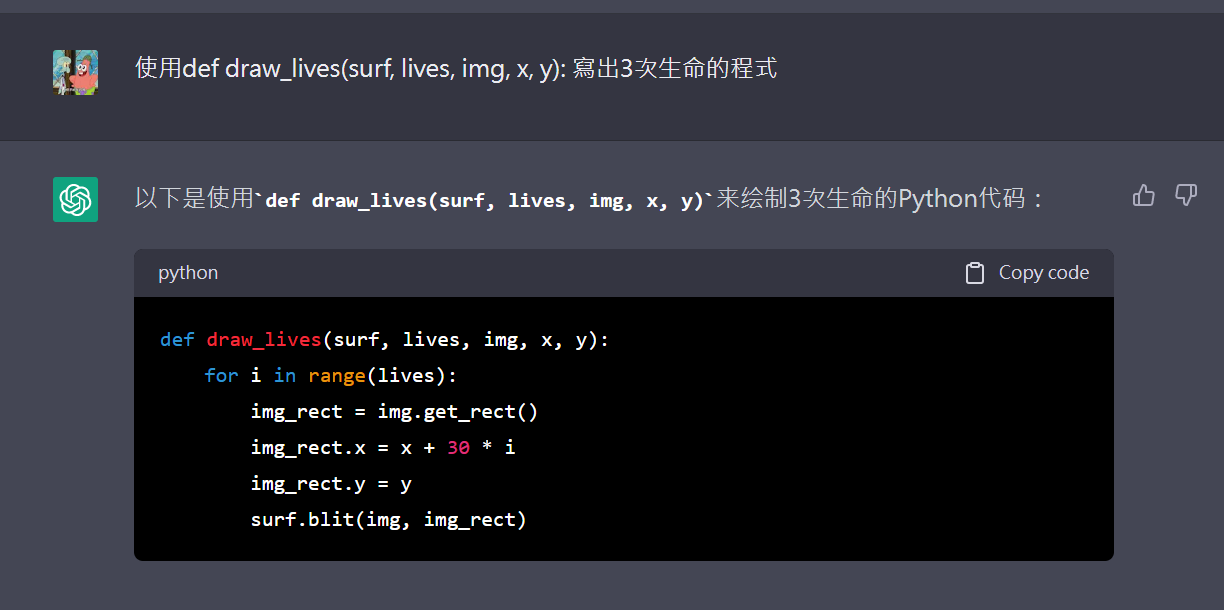 使用def draw_lives(surf, lives, img, x, y): 寫出3次生命的程式
以下是使用`def draw_lives(surf, lives, img, x, y)`来绘制3次生命的Python代码：
python
Copy code
def draw_lives(surf, lives, img, x, y):
    for i in range(lives):
        img_rect = img.get_rect()
        img_rect.x = x + 30 * i
        img_rect.y = y
        surf.blit(img, img_rect)